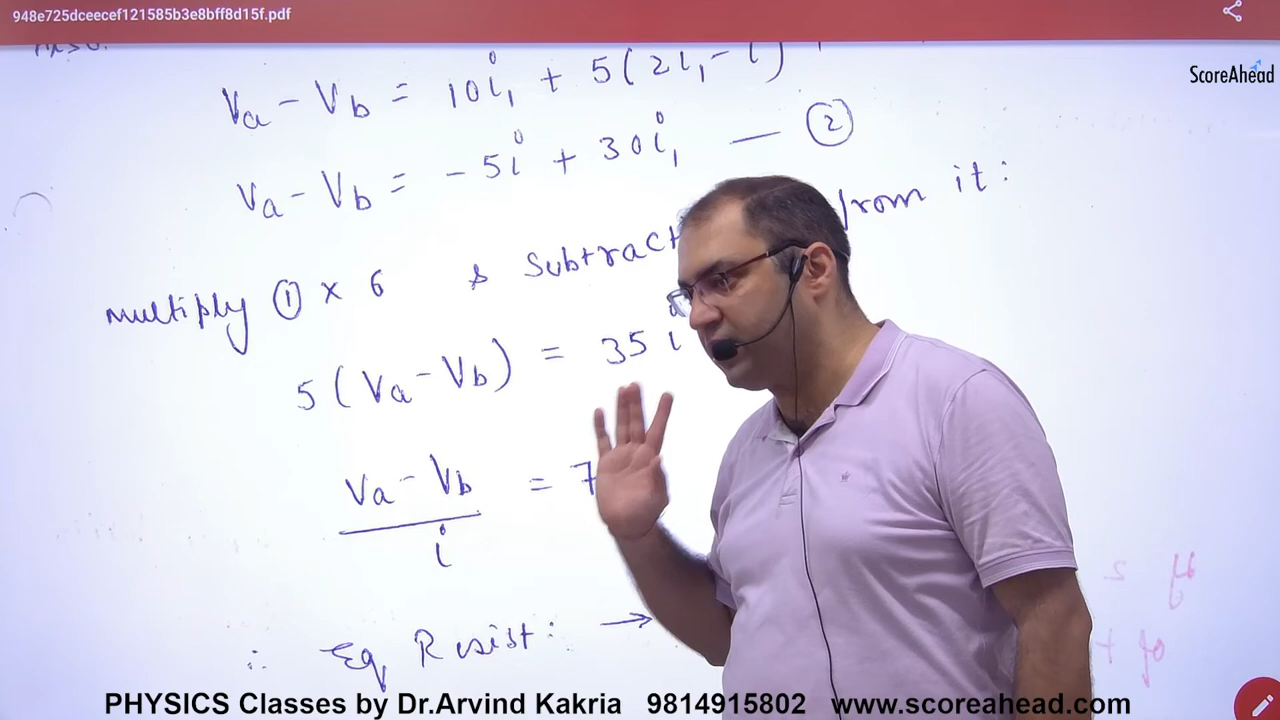 948e725dceecef121585b3e8bff8d15f.pdf
ScoreAhead
Va - Vb = 10i₁ + 5(2i₁ - i) +
Va - Vb = -5i + 30i₁ — ②
multiply ① × 6 & Subtract from it:
5(Va - Vb) = 35 i
Va - Vb = 7
i
∴ Eq Resist: →
PHYSICS Classes by Dr.Arvind Kakria 9814915802 www.scoreahead.com